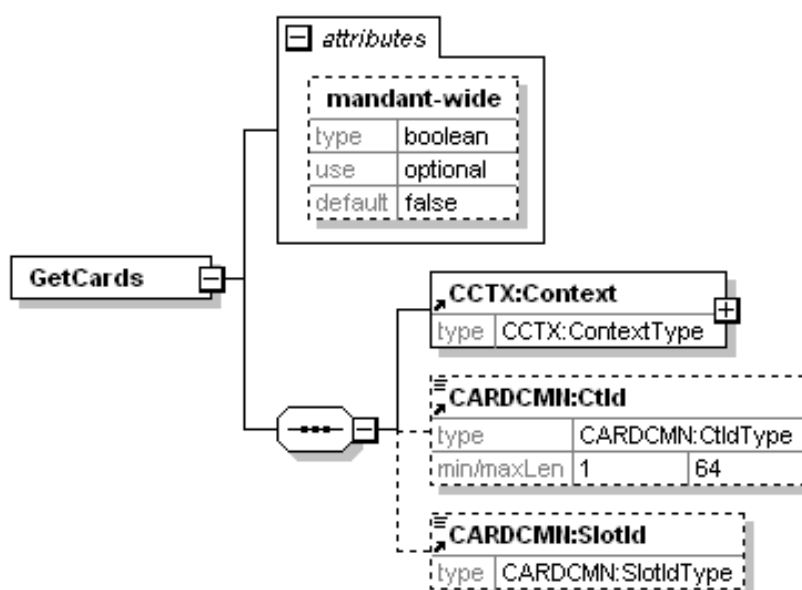 attributes
mandant-wide
type boolean
use optional
default false
GetCards
CCTX:Context
type CCTX:ContextType
CARDCMN:CtId
type CARDCMN:CtIdType
min/maxLen 1 64
CARDCMN:SlotId
type CARDCMN:SlotIdType